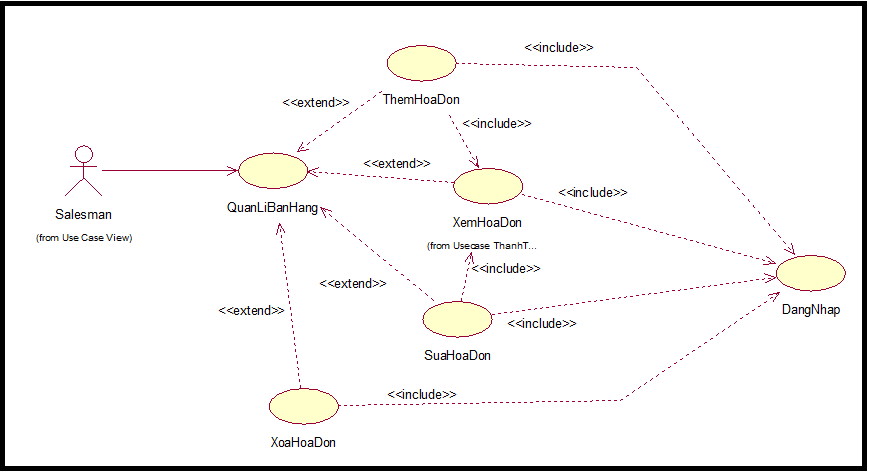 <<include>>
ThemHoaDon
<<extend>>
<<include>>
<<extend>>
<<include>>
Salesman
(from Use Case View)
QuanLiBanHang
XemHoaDon
(from Usecase ThanhT...
<<include>>
<<extend>>
<<include>>
DangNhap
<<extend>>
<<include>>
SuaHoaDon
<<include>>
XoaHoaDon